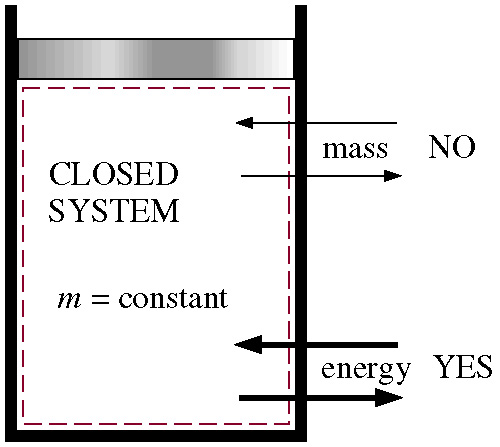 mass NO
CLOSED
SYSTEM
m = constant
energy YES